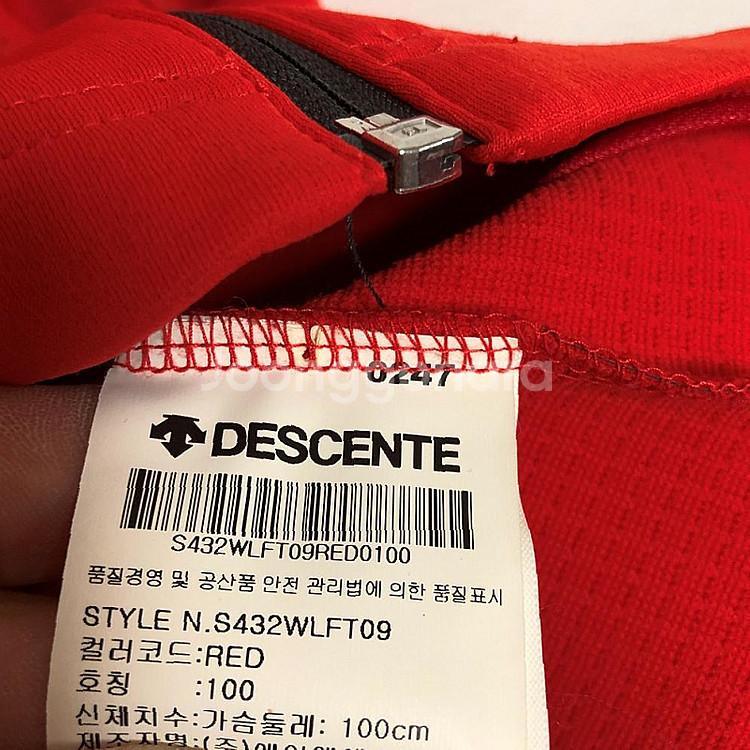 0247
DESCENTE
S432WLFT09RED0100
품질경영 및 공산품 안전 관리법에 의한 품질표시
STYLE N.S432WLFT09
컬러코드:RED
호칭 :100
신체치수:가슴둘레: 100cm